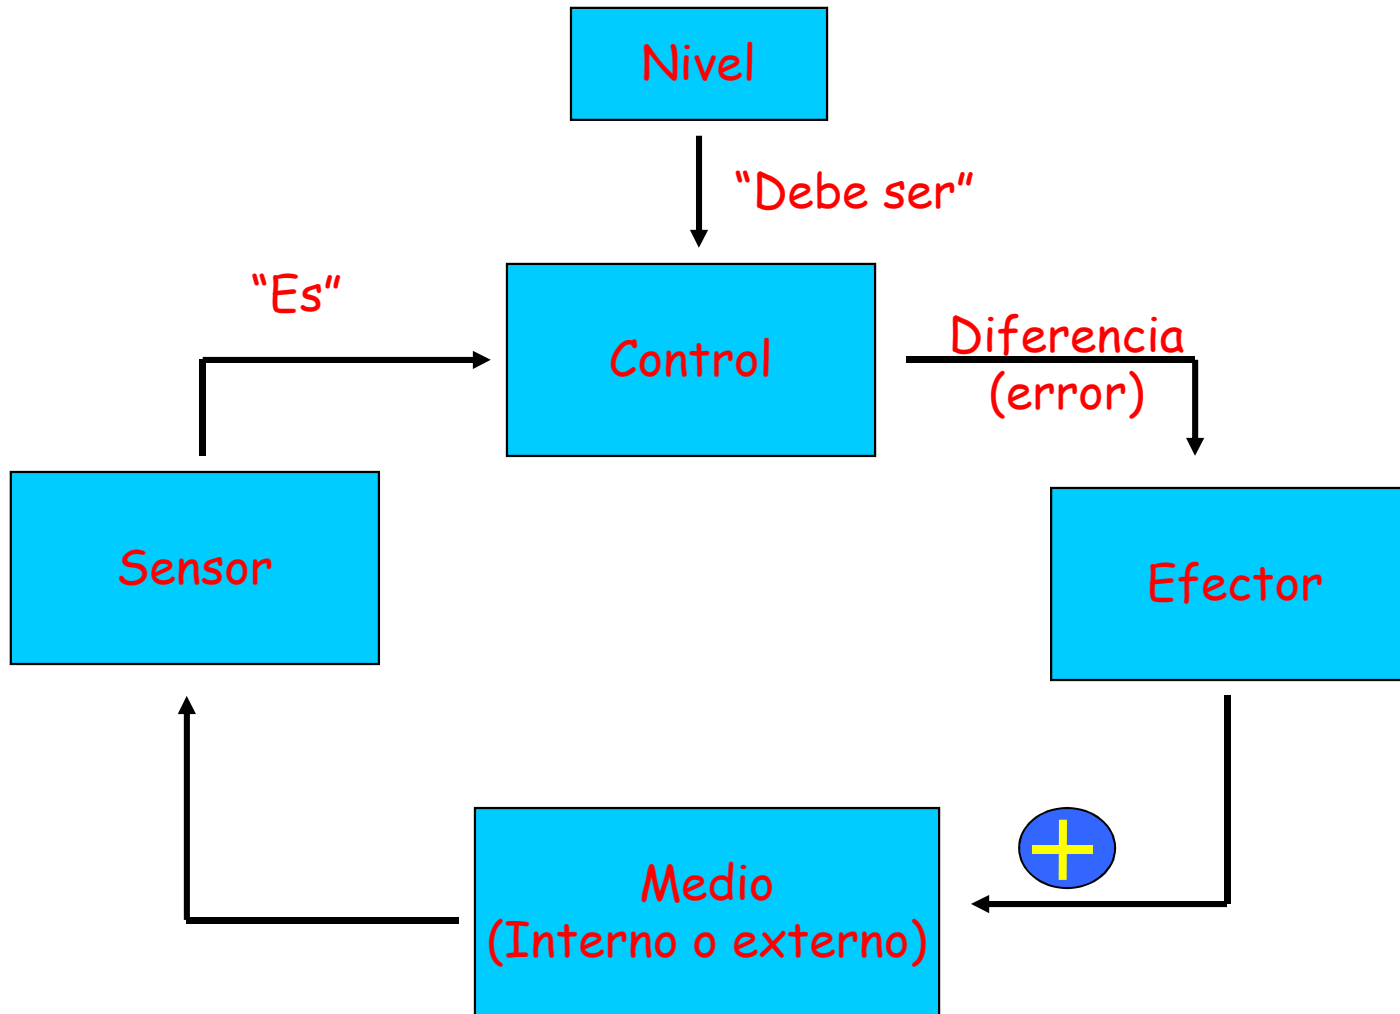 Nivel
“Debe ser”
“Es”
Control
Diferencia
(error)
Sensor
Efector
+
Medio
(Interno o externo)